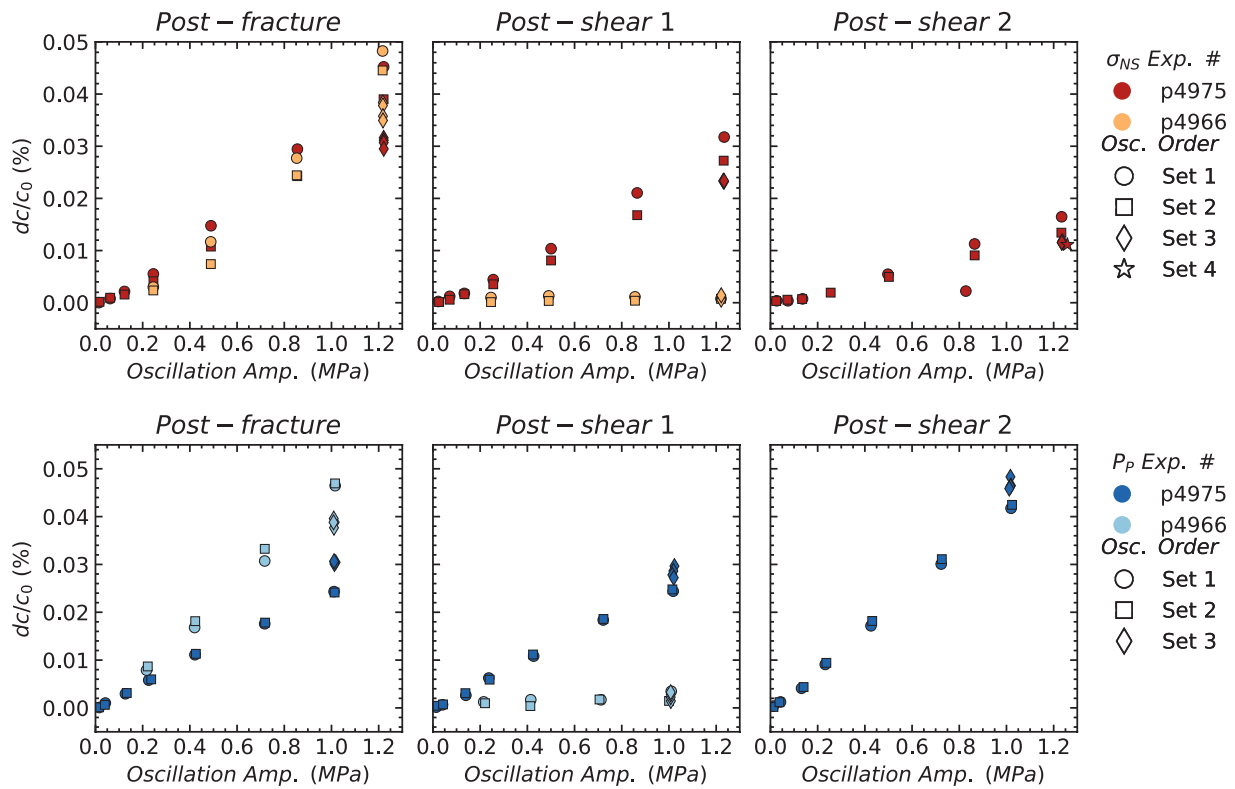 Post − fracture
Post − shear 1
Post − shear 2
0.05
0.04
0.03
0.02
0.01
0.00
dc/c0 (%)
0.0 0.2 0.4 0.6 0.8 1.0 1.2
0.0 0.2 0.4 0.6 0.8 1.0 1.2
0.0 0.2 0.4 0.6 0.8 1.0 1.2
Oscillation Amp. (MPa)
Oscillation Amp. (MPa)
Oscillation Amp. (MPa)
σNS Exp. #
p4975
p4966
Osc. Order
Set 1
Set 2
Set 3
Set 4
Post − fracture
Post − shear 1
Post − shear 2
0.05
0.04
0.03
0.02
0.01
0.00
dc/c0 (%)
0.0 0.2 0.4 0.6 0.8 1.0 1.2
0.0 0.2 0.4 0.6 0.8 1.0 1.2
0.0 0.2 0.4 0.6 0.8 1.0 1.2
Oscillation Amp. (MPa)
Oscillation Amp. (MPa)
Oscillation Amp. (MPa)
PP Exp. #
p4975
p4966
Osc. Order
Set 1
Set 2
Set 3